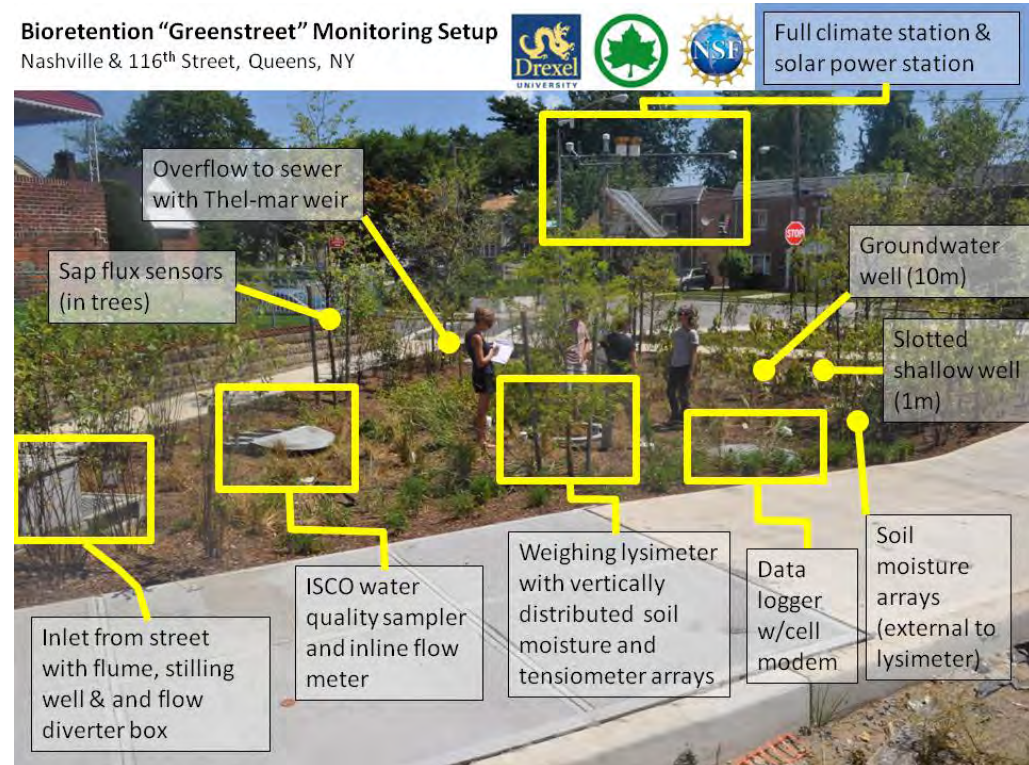 Bioretention “Greenstreet” Monitoring Setup
Nashville & 116th Street, Queens, NY
Drexel
UNIVERSITY
NSF
Full climate station &
solar power station
Overflow to sewer
with Thel-mar weir
STOP
Groundwater
well (10m)
Sap flux sensors
(in trees)
Slotted
shallow well
(1m)
Inlet from street
with flume, stilling
well & and flow
diverter box
ISCO water
quality sampler
and inline flow
meter
Weighing lysimeter
with vertically
distributed soil
moisture and
tensiometer arrays
Data
logger
w/cell
modem
Soil
moisture
arrays
(external to
lysimeter)